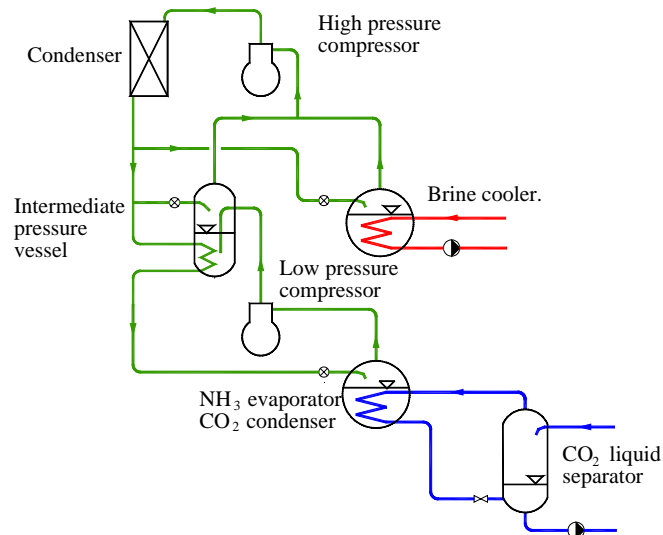 High pressure
compressor
Condenser
Brine cooler.
Intermediate
pressure
vessel
Low pressure
compressor
NH3 evaporator
CO2 condenser
CO2 liquid
separator